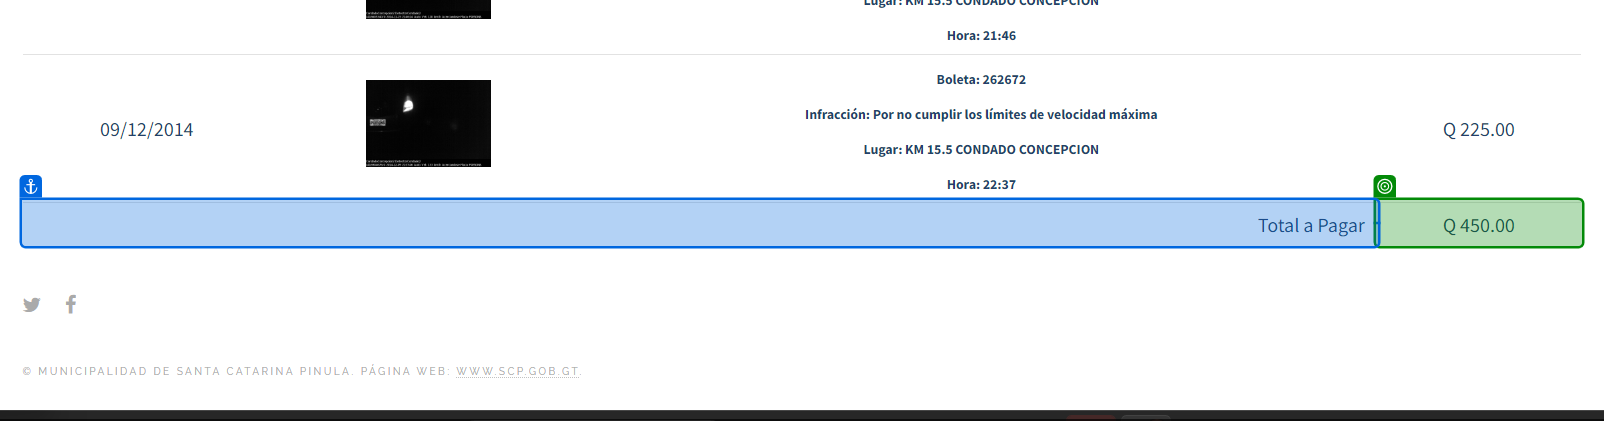 Lugar: KM 15.5 CONDADO CONCEPCION
Hora: 21:46
Boleta: 262672
Infracción: Por no cumplir los límites de velocidad máxima
09/12/2014
Q 225.00
Lugar: KM 15.5 CONDADO CONCEPCION
Hora: 22:37
Total a Pagar
Q 450.00
© MUNICIPALIDAD DE SANTA CATARINA PINULA. PÁGINA WEB: WWW.SCP.GOB.GT.